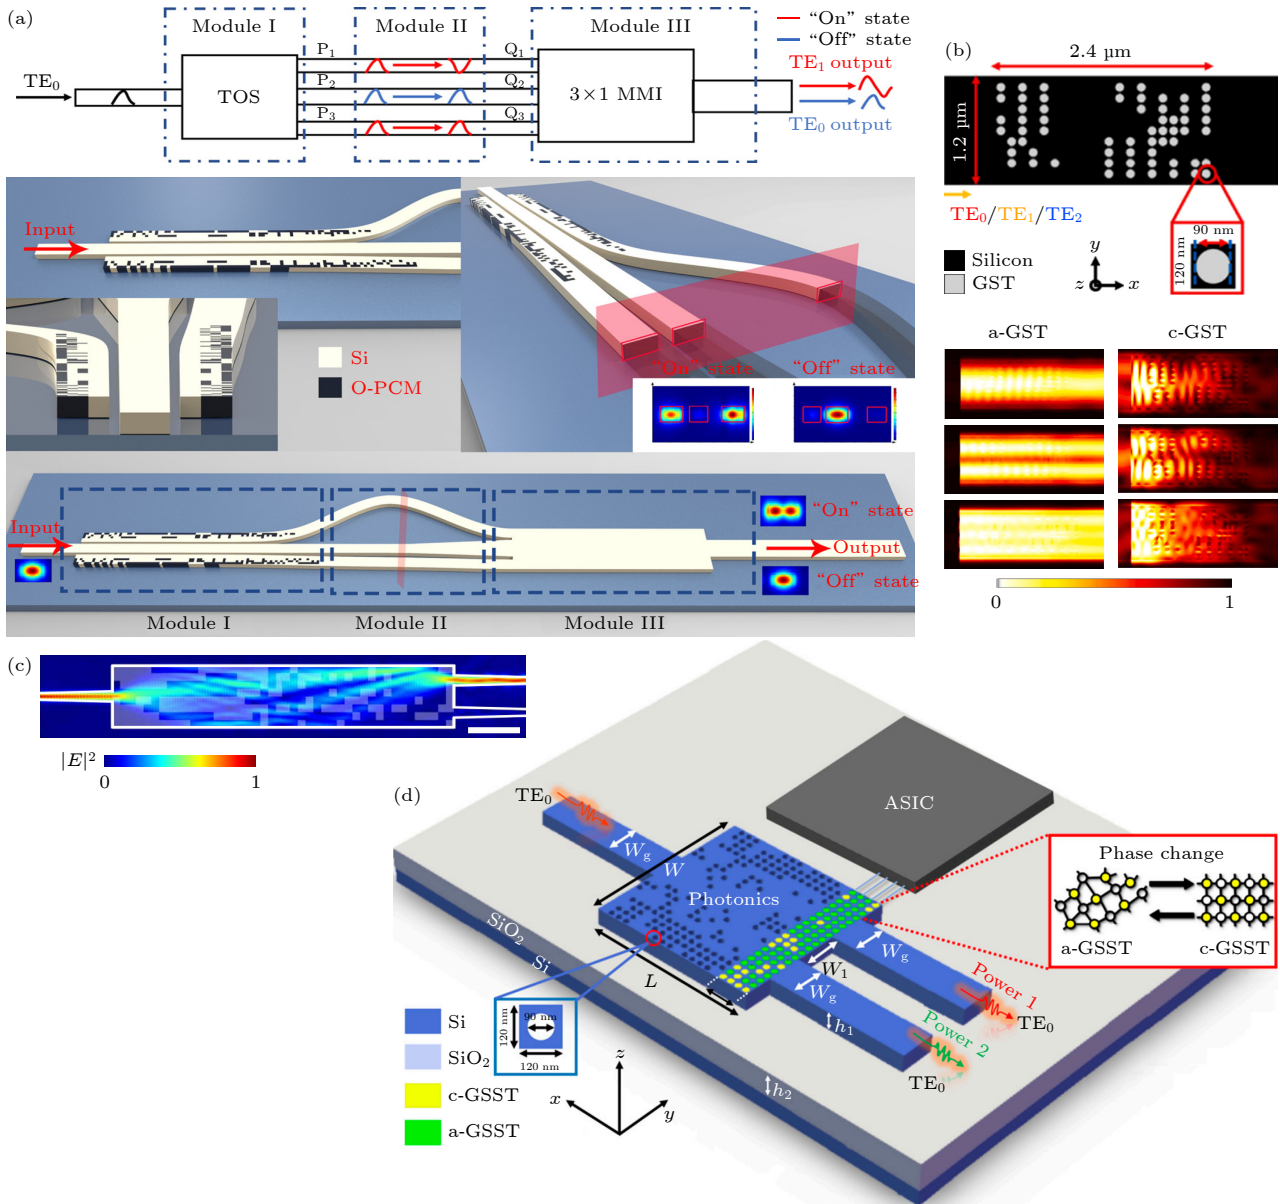 (a)
Module I
Module II
Module III
“On” state
“Off” state
TE0
TOS
P1
P2
P3
Q1
Q2
Q3
3×1 MMI
TE1 output
TE0 output
Input
Si
O-PCM
“On” state
“Off” state
Input
“On” state
Output
“Off” state
Module I
Module II
Module III
(b)
2.4 µm
1.2 µm
TE0/TE1/TE2
Silicon
GST
y
z
x
90 nm
120 nm
a-GST
c-GST
0
1
(c)
|E|2
0
1
(d)
TE0
Wg
W
Photonics
ASIC
Phase change
a-GSST
c-GSST
SiO2
Si
L
W1
Wg
Wg
h1
h2
Power 1
TE0
Power 2
TE0
90 nm
120 nm
120 nm
Si
SiO2
c-GSST
a-GSST
z
x
y